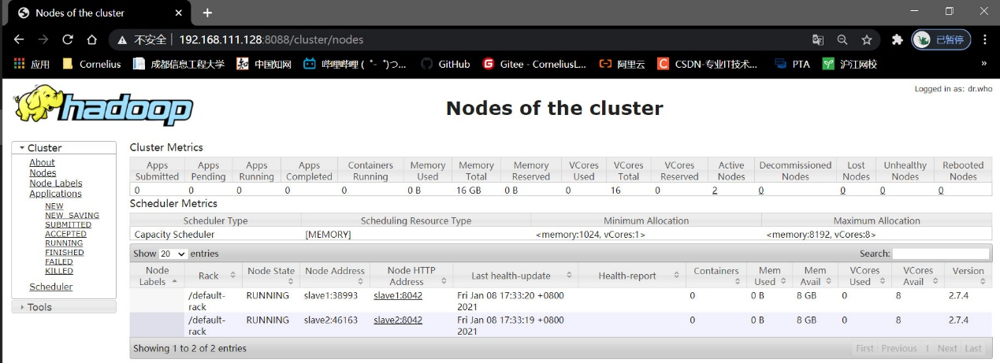 Nodes of the cluster
不安全 | 192.168.111.128:8088/cluster/nodes 已暂停
应用 Cornelius 成都信息工程大学 中国知网 哔哩哔哩 (゜-゜)つ... GitHub Gitee - CorneliusL... 阿里云 CSDN-专业IT技术... PTA 沪江网校 »
Logged in as: dr.who
hadoop
Nodes of the cluster
Cluster
About
Nodes
Node Labels
Applications
NEW
NEW_SAVING
SUBMITTED
ACCEPTED
RUNNING
FINISHED
FAILED
KILLED
Scheduler
Tools
Cluster Metrics
Apps Submitted Apps Pending Apps Running Apps Completed Containers Running Memory Used Memory Total Memory Reserved VCores Used VCores Total VCores Reserved Active Nodes Decommissioned Nodes Lost Nodes Unhealthy Nodes Rebooted Nodes
0 0 0 0 0 0 B 16 GB 0 B 0 16 0 2 0 0 0 0
Scheduler Metrics
Scheduler Type Scheduling Resource Type Minimum Allocation Maximum Allocation
Capacity Scheduler [MEMORY] <memory:1024, vCores:1> <memory:8192, vCores:8>
Show 20 entries Search:
Node Labels Rack Node State Node Address Node HTTP Address Last health-update Health-report Containers Mem Used Mem Avail VCores Used VCores Avail Version
/default-rack RUNNING slave1:38993 slave1:8042 Fri Jan 08 17:33:20 +0800 2021 0 0 B 8 GB 0 8 2.7.4
/default-rack RUNNING slave2:46163 slave2:8042 Fri Jan 08 17:33:19 +0800 2021 0 0 B 8 GB 0 8 2.7.4
Showing 1 to 2 of 2 entries First Previous 1 Next Last